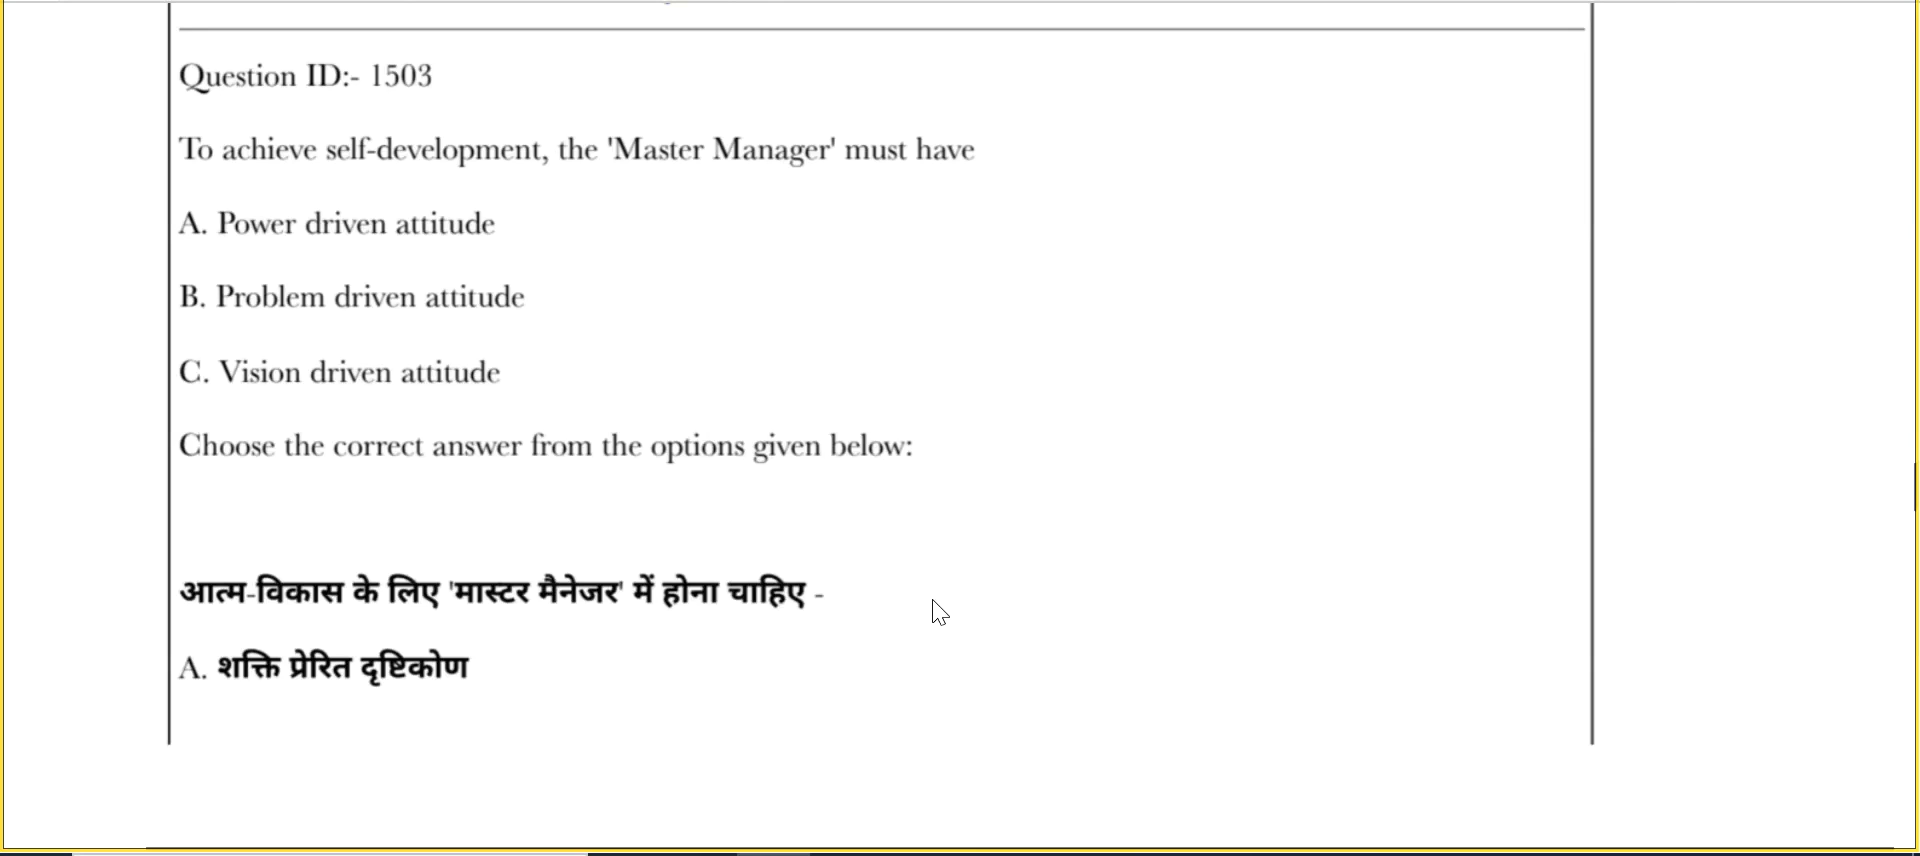 Question ID:- 1503
To achieve self-development, the 'Master Manager' must have
A. Power driven attitude
B. Problem driven attitude
C. Vision driven attitude
Choose the correct answer from the options given below:
आत्म-विकास के लिए 'मास्टर मैनेजर' में होना चाहिए -
A. शक्ति प्रेरित दृष्टिकोण